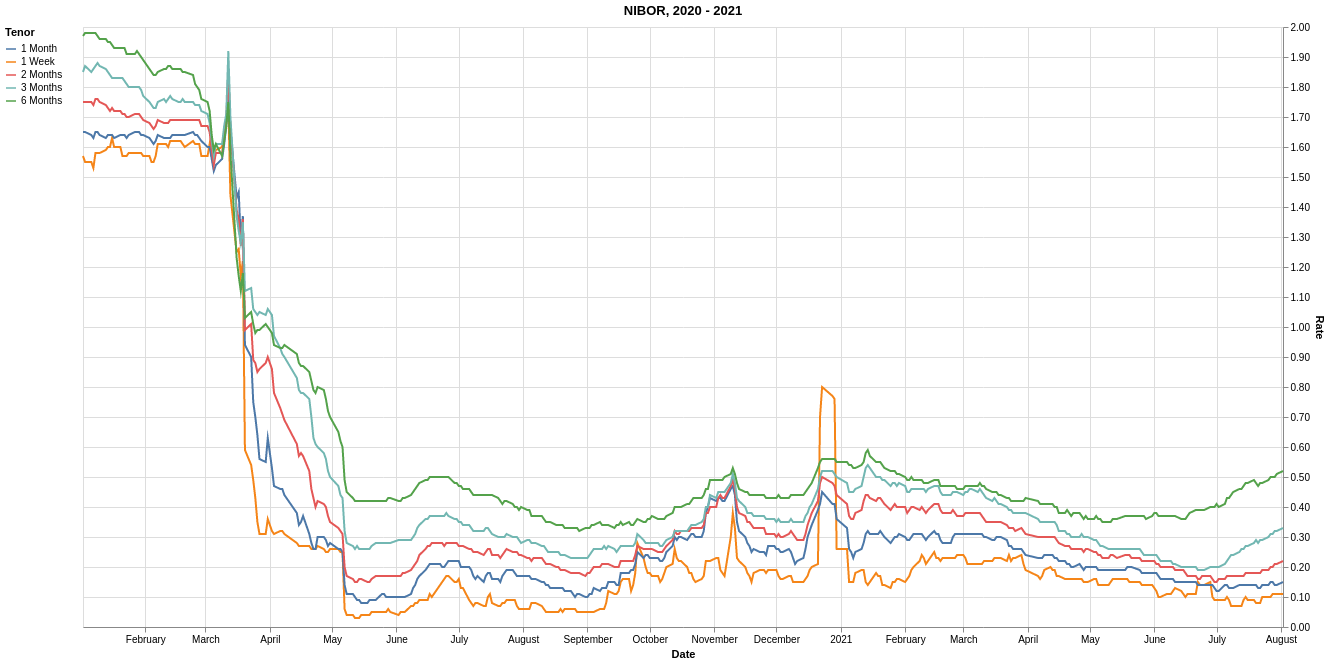 NIBOR, 2020 - 2021
Tenor
1 Month
1 Week
2 Months
3 Months
6 Months
2.00
1.90
1.80
1.70
1.60
1.50
1.40
1.30
1.20
1.10
1.00
0.90
0.80
0.70
0.60
0.50
0.40
0.30
0.20
0.10
0.00
Rate
February March April May June July August September October November December 2021 February March April May June July August
Date